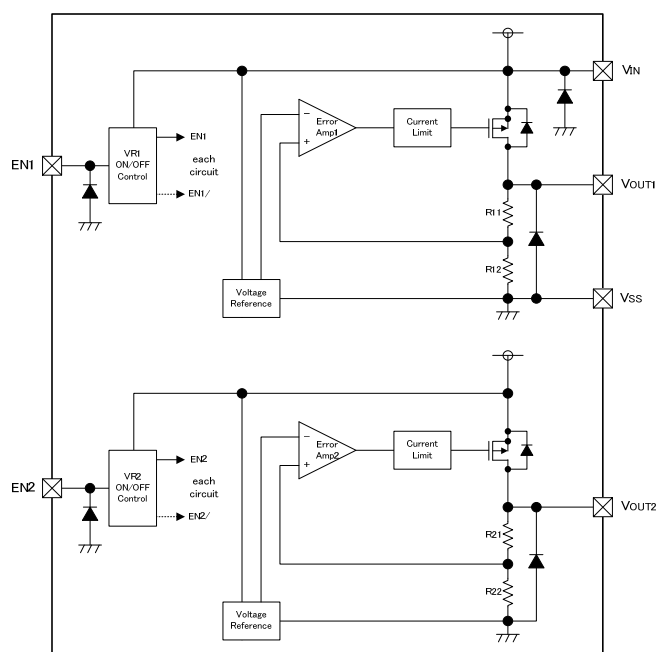 VIN
Error
Amp1
−
+
Current
Limit
EN1
VR1
ON/OFF
Control
EN1
each
circuit
EN1/
VOUT1
R11
R12
Voltage
Reference
VSS
Error
Amp2
−
+
Current
Limit
EN2
VR2
ON/OFF
Control
EN2
each
circuit
EN2/
VOUT2
R21
R22
Voltage
Reference